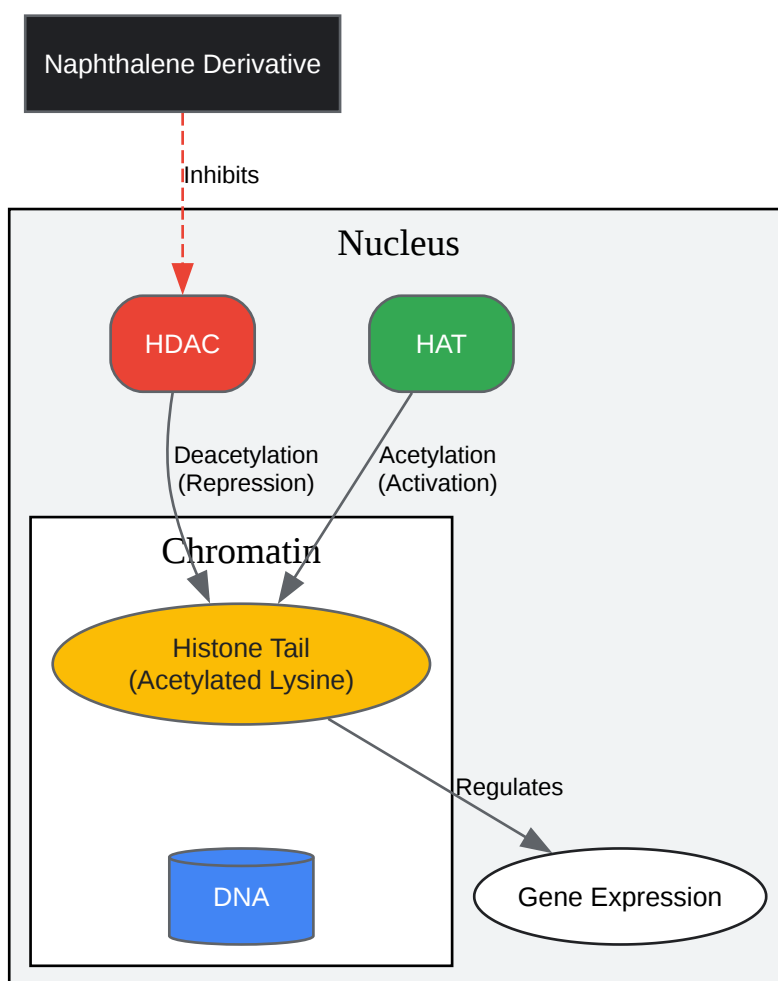 Naphthalene Derivative
Inhibits
Nucleus
HDAC
HAT
Deacetylation
(Repression)
Acetylation
(Activation)
Chromatin
Histone Tail
(Acetylated Lysine)
Regulates
DNA
Gene Expression